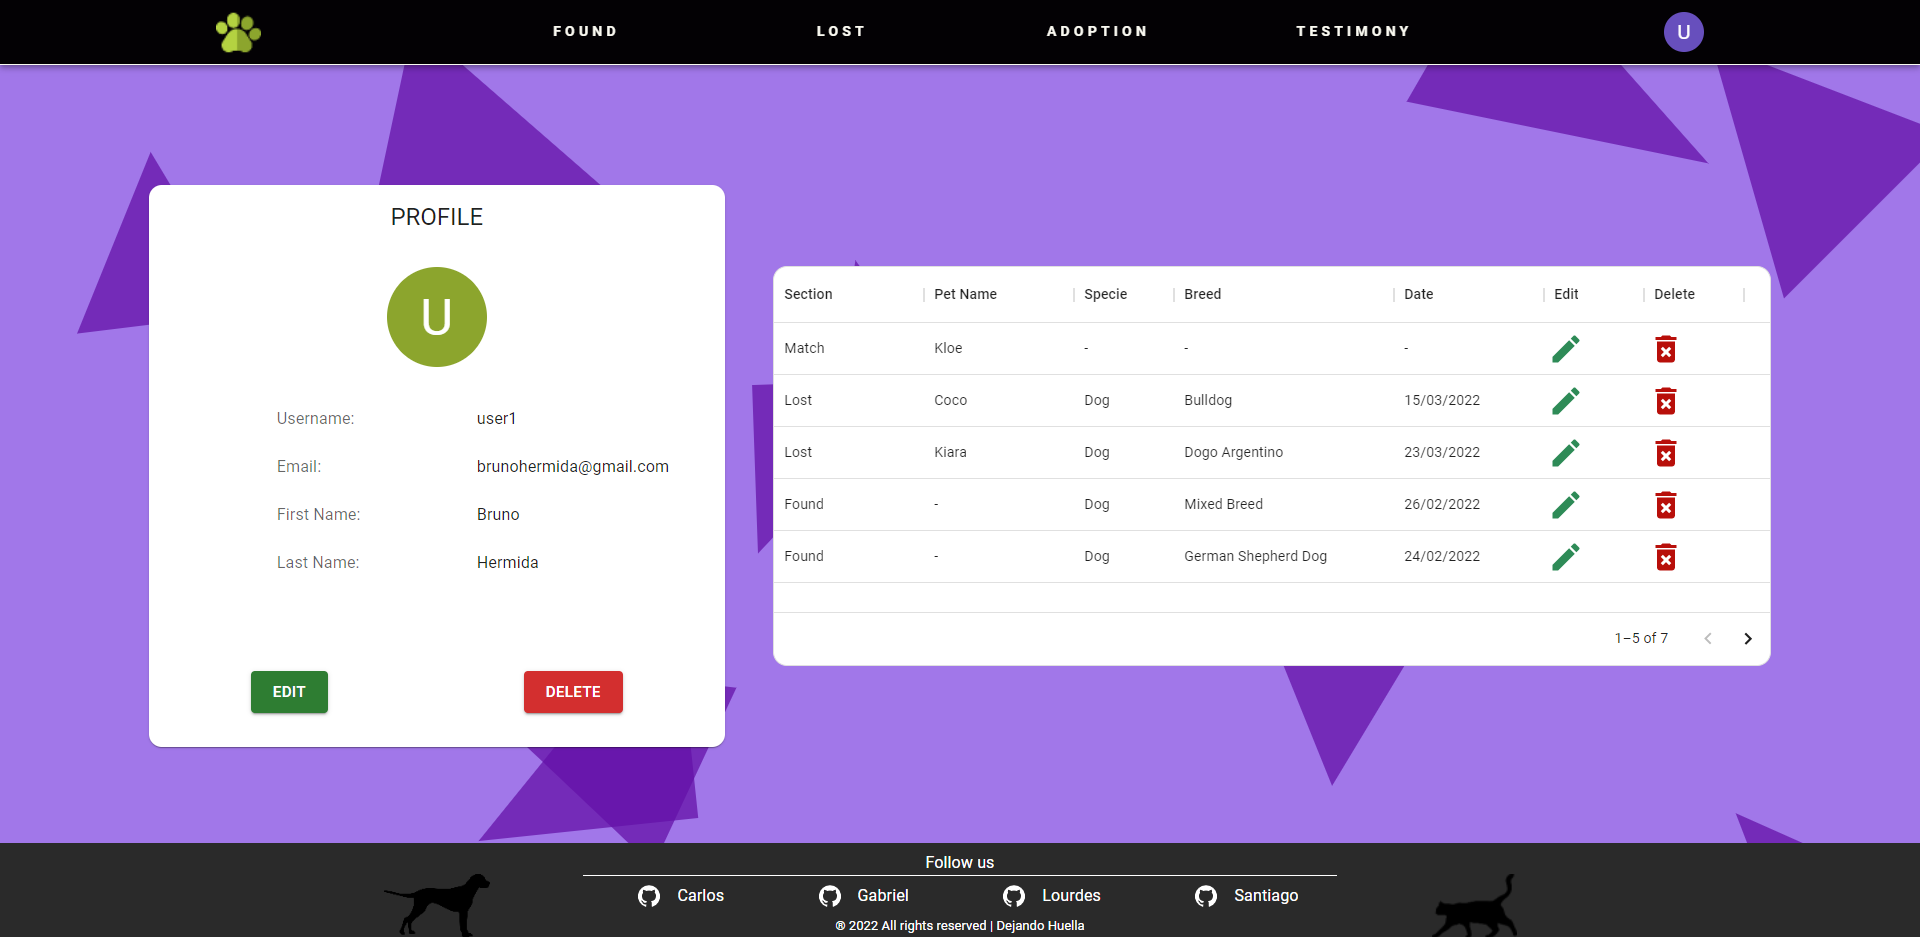 FOUND LOST ADOPTION TESTIMONY U
PROFILE
U
Username: user1
Email: brunohermida@gmail.com
First Name: Bruno
Last Name: Hermida
EDIT DELETE
Section Pet Name Specie Breed Date Edit Delete
Match Kloe - - -
Lost Coco Dog Bulldog 15/03/2022
Lost Kiara Dog Dogo Argentino 23/03/2022
Found - Dog Mixed Breed 26/02/2022
Found - Dog German Shepherd Dog 24/02/2022
1–5 of 7
Follow us
Carlos Gabriel Lourdes Santiago
® 2022 All rights reserved | Dejando Huella